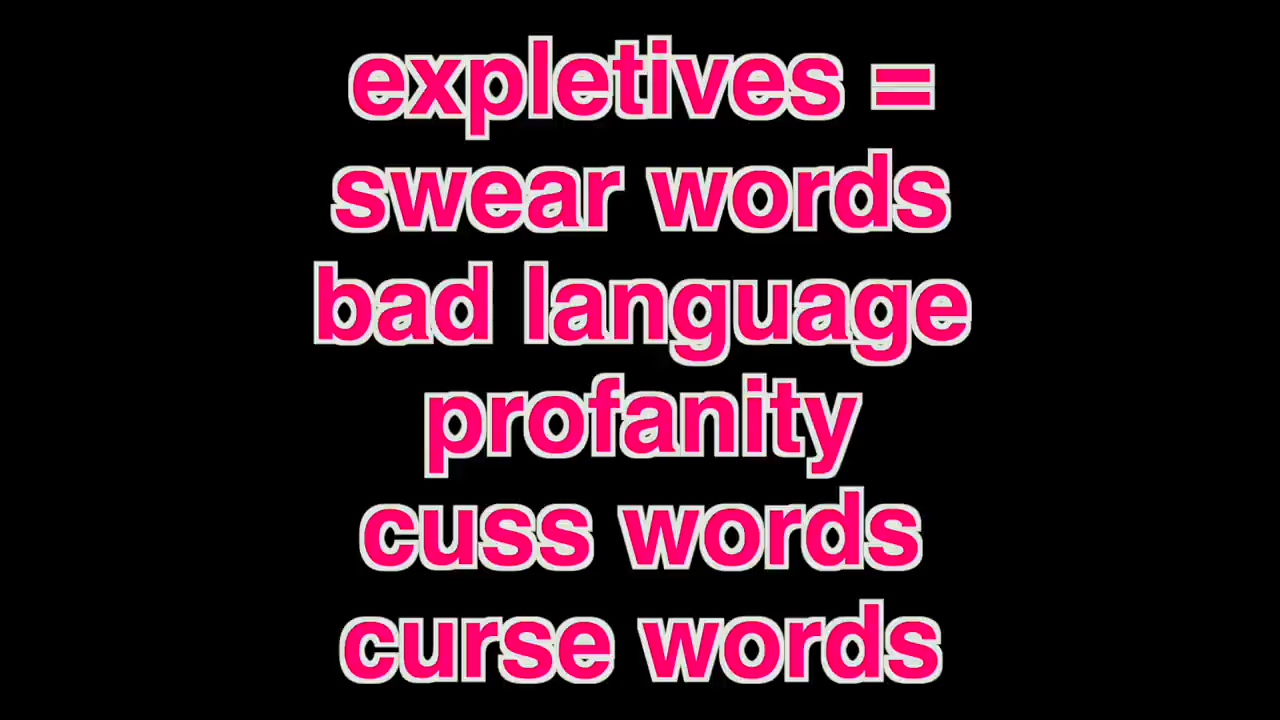 expletives =
swear words
bad language
profanity
cuss words
curse words